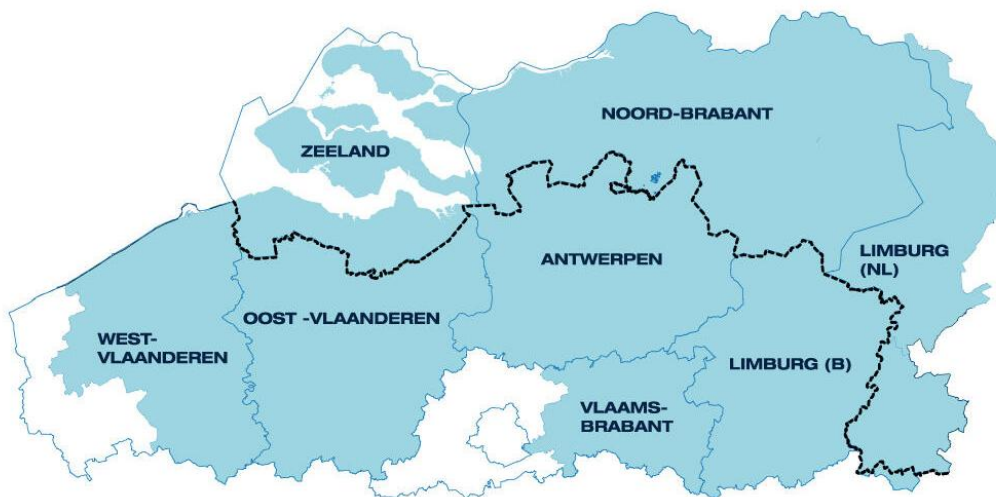 NOORD-BRABANT
ZEELAND
LIMBURG
(NL)
ANTWERPEN
OOST -VLAANDEREN
WEST-
VLAANDEREN
LIMBURG (B)
VLAAMS-
BRABANT